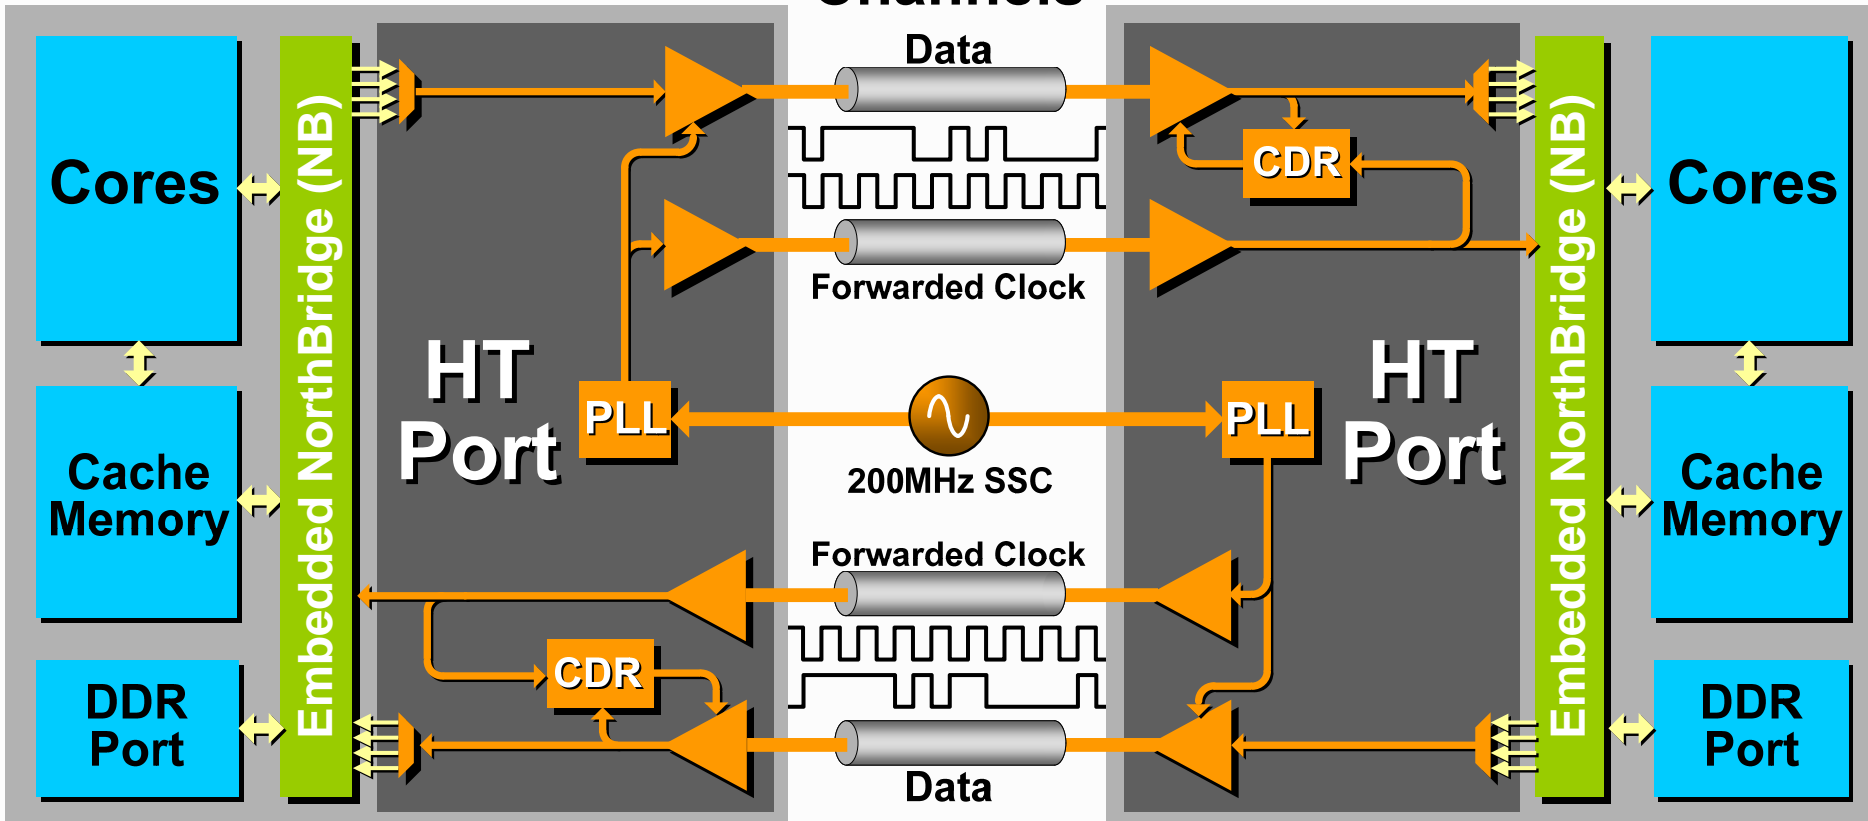 Channels
Data
Cores
Embedded NorthBridge (NB)
CDR
Embedded NorthBridge (NB)
Cores
Forwarded Clock
HT
Port
PLL
200MHz SSC
PLL
HT
Port
Cache
Memory
Cache
Memory
Forwarded Clock
CDR
DDR
Port
Data
DDR
Port